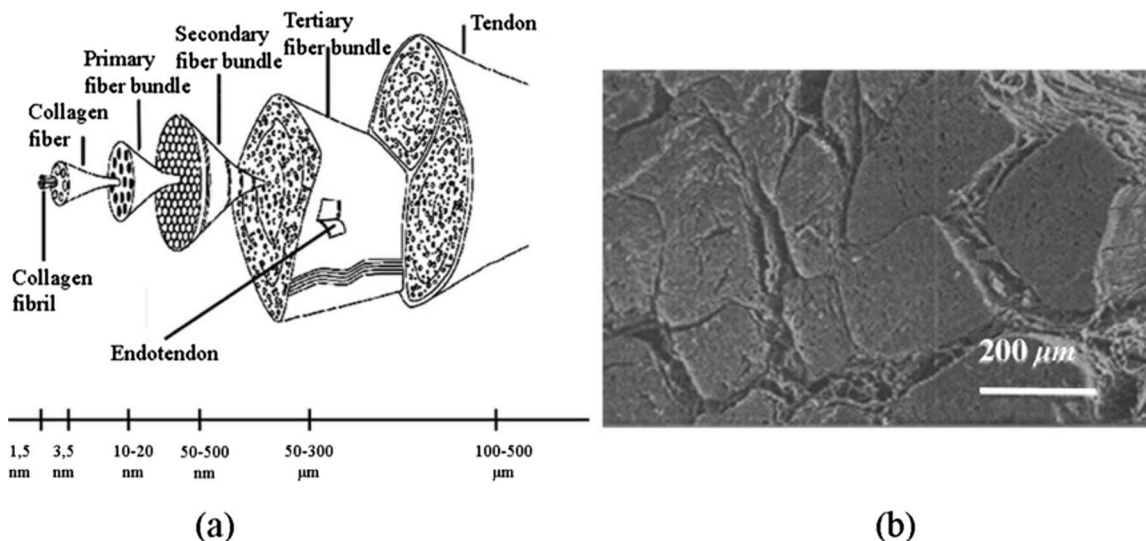 Tendon
Tertiary
fiber bundle
Secondary
fiber bundle
Primary
fiber bundle
Collagen
fiber
Collagen
fibril
Endotendon
1,5
nm
3,5
nm
10-20
nm
50-500
nm
50-300
μm
100-500
μm
200 μm
(a)
(b)